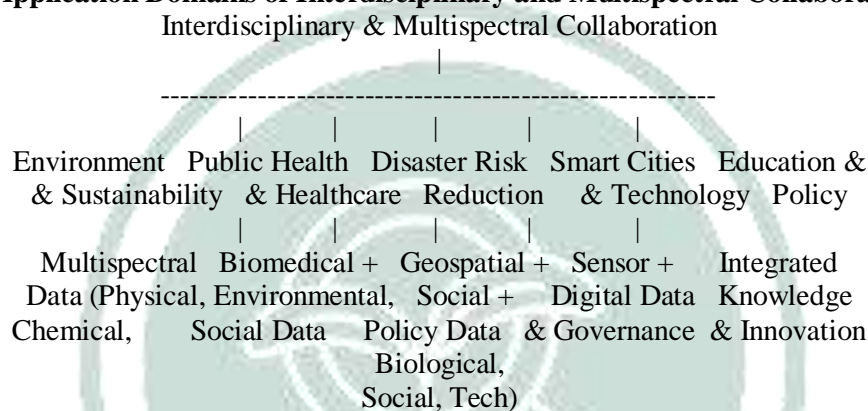 Application Domains of Interdisciplinary and Multispectral Collabora
Interdisciplinary & Multispectral Collaboration
|
------------------------------------------------------------
| | | | |
Environment Public Health Disaster Risk Smart Cities Education &
& Sustainability & Healthcare Reduction & Technology Policy
| | | | |
Multispectral Biomedical + Geospatial + Sensor + Integrated
Data (Physical, Environmental, Social + Digital Data Knowledge
Chemical, Social Data Policy Data & Governance & Innovation
Biological,
Social, Tech)